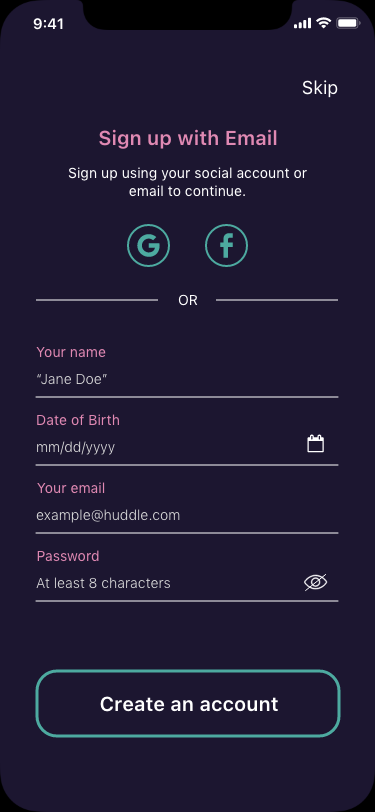 9:41
Skip
Sign up with Email
Sign up using your social account or
email to continue.
G f
OR
Your name
“Jane Doe”
Date of Birth
mm/dd/yyyy
Your email
example@huddle.com
Password
At least 8 characters
Create an account